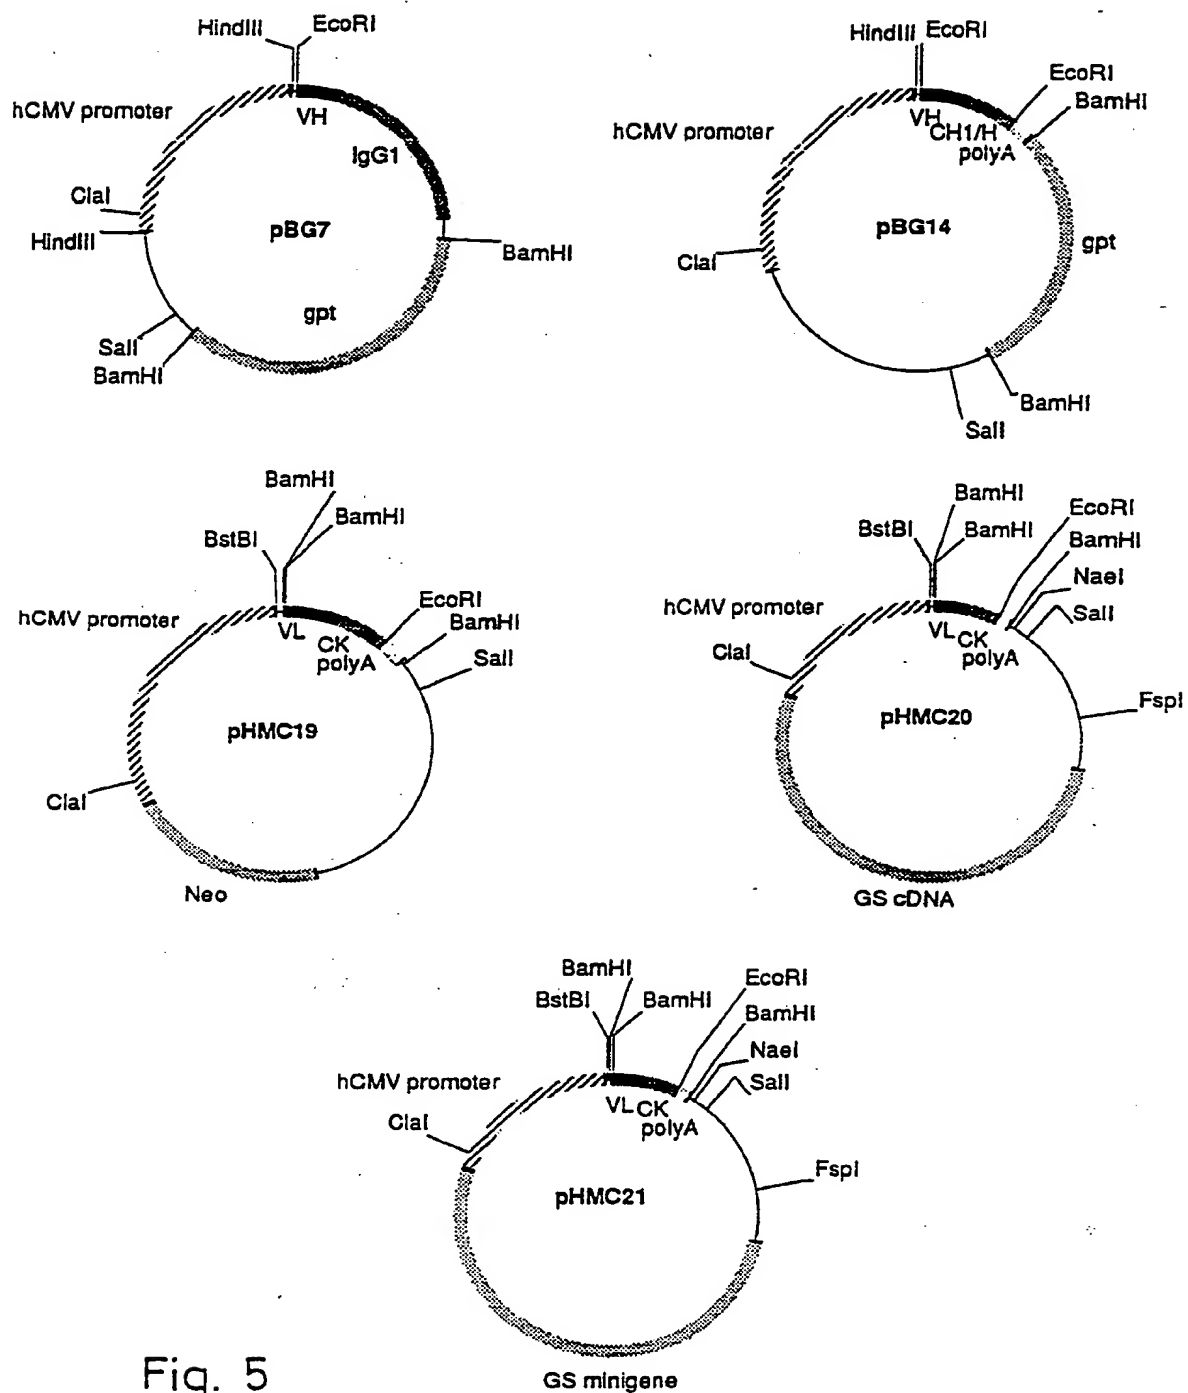 HindIII
EcoRI
hCMV promoter
VH
IgG1
ClaI
HindIII
pBG7
BamHI
gpt
SalI
BamHI
HindIII
EcoRI
EcoRI
BamHI
hCMV promoter
VH
CH1/H
polyA
pBG14
gpt
ClaI
BamHI
SalI
BamHI
BamHI
BstBI
EcoRI
BamHI
hCMV promoter
VL
CK
polyA
SalI
pHMC19
ClaI
Neo
BamHI
EcoRI
BstBI
BamHI
BamHI
NaeI
hCMV promoter
SalI
VL
CK
polyA
ClaI
FspI
pHMC20
GS cDNA
BamHI
EcoRI
BstBI
BamHI
BamHI
NaeI
hCMV promoter
SalI
VL
CK
polyA
ClaI
FspI
pHMC21
GS minigene
Fig. 5